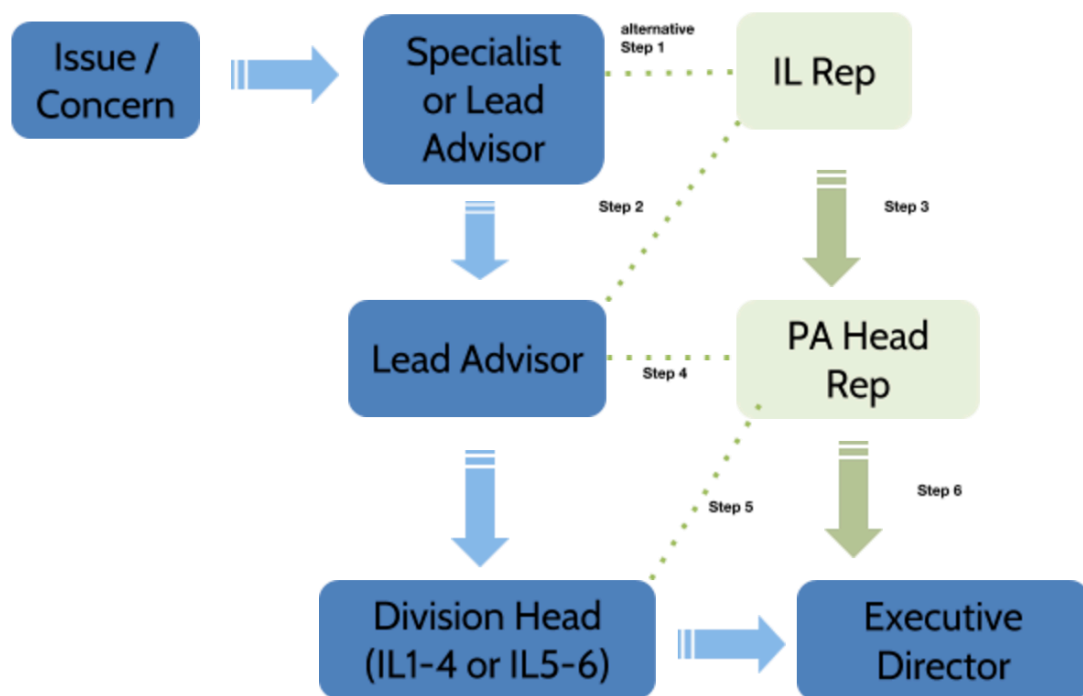 Issue /
Concern
Specialist
or Lead
Advisor
alternative
Step 1
IL Rep
Step 2
Step 3
Lead Advisor
Step 4
PA Head
Rep
Step 5
Step 6
Division Head
(IL1-4 or IL5-6)
Executive
Director